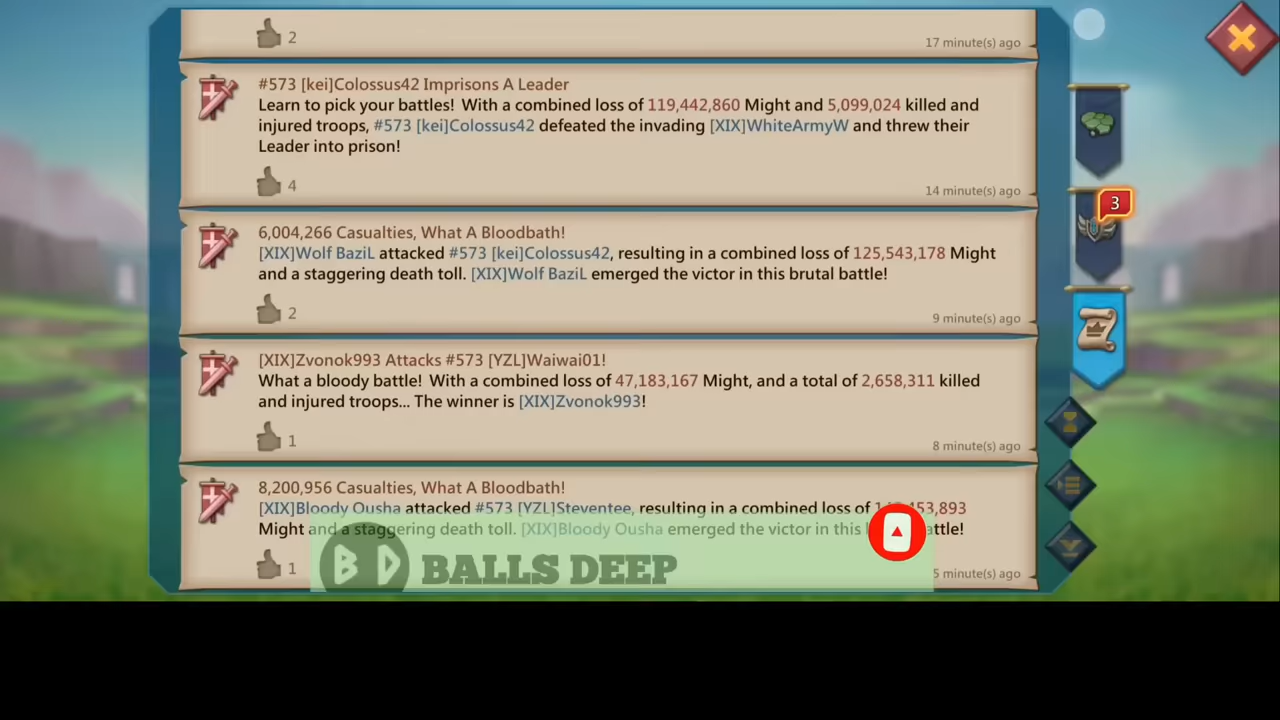 2
17 minute(s) ago
#573 [kei]Colossus42 Imprisons A Leader
Learn to pick your battles! With a combined loss of 119,442,860 Might and 5,099,024 killed and
injured troops, #573 [kei]Colossus42 defeated the invading [XIX]WhiteArmyW and threw their
Leader into prison!
4
14 minute(s) ago
3
6,004,266 Casualties, What A Bloodbath!
[XIX]Wolf BaziL attacked #573 [kei]Colossus42, resulting in a combined loss of 125,543,178 Might
and a staggering death toll. [XIX]Wolf BaziL emerged the victor in this brutal battle!
2
9 minute(s) ago
[XIX]Zvonok993 Attacks #573 [YZL]Waiwai01!
What a bloody battle! With a combined loss of 47,183,167 Might, and a total of 2,658,311 killed
and injured troops... The winner is [XIX]Zvonok993!
1
8 minute(s) ago
8,200,956 Casualties, What A Bloodbath!
[XIX]Bloody Ousha attacked #573 [YZL]Steventee, resulting in a combined loss of
Might and a staggering death toll. [XIX]Bloody Ousha emerged the victor in this
1
5 minute(s) ago
BD BALLS DEEP